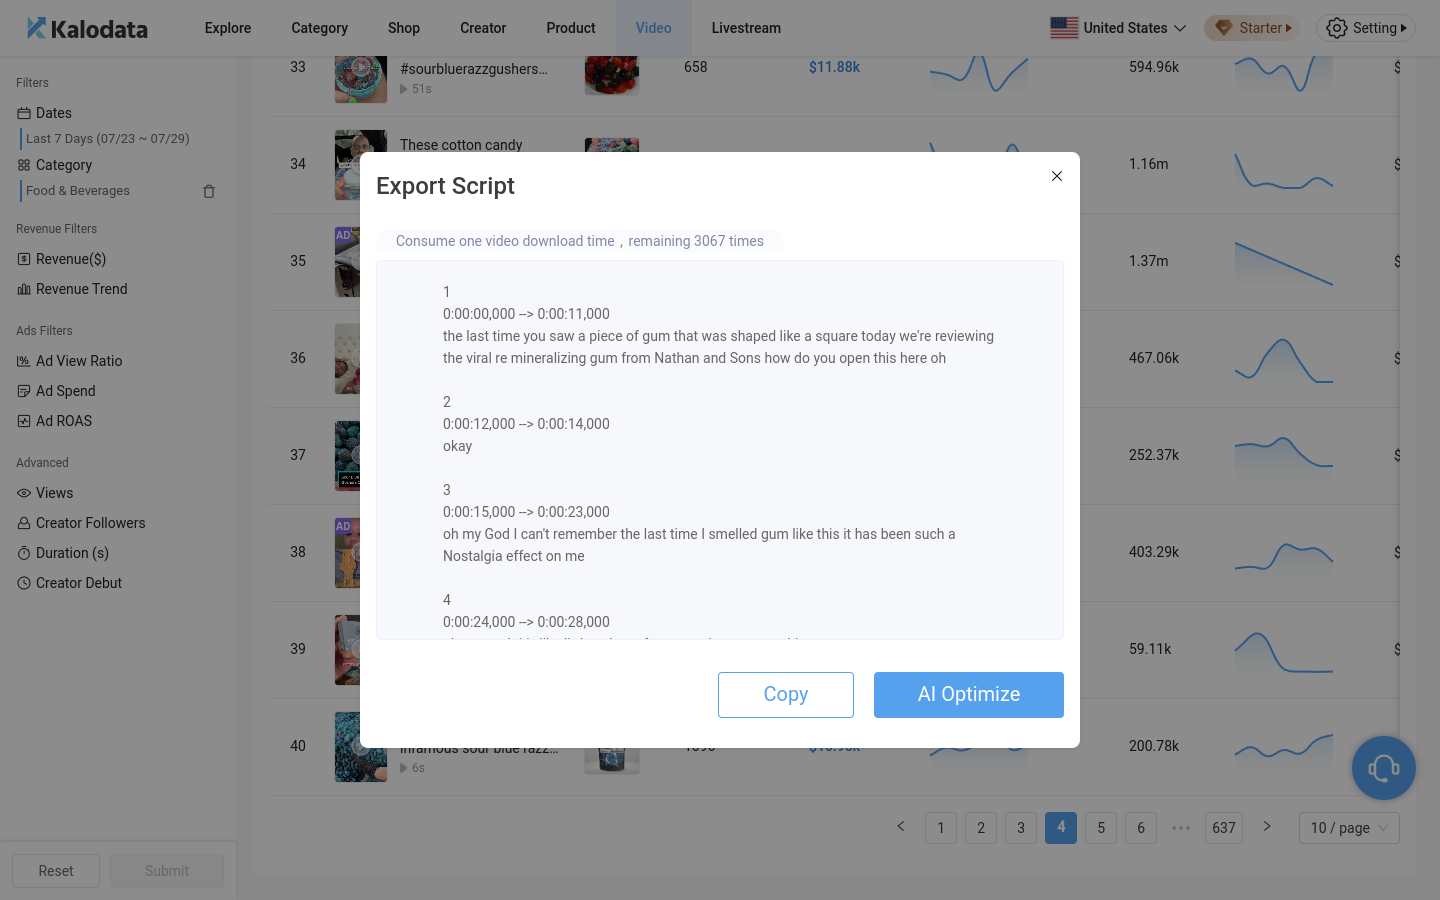 Kalodata
Explore
Category
Shop
Creator
Product
Video
Livestream
United States
Starter
Setting
Filters
Dates
Last 7 Days (07/23 ~ 07/29)
Category
Food & Beverages
Revenue Filters
Revenue($)
Revenue Trend
Ads Filters
Ad View Ratio
Ad Spend
Ad ROAS
Advanced
Views
Creator Followers
Duration (s)
Creator Debut
Reset
Submit
33
#sourbluerazzgushers...
51s
658
$11.88k
594.96k
$
34
These cotton candy
1.16m
$
35
AD
1.37m
$
36
467.06k
$
37
252.37k
$
38
AD
403.29k
$
39
59.11k
$
40
infamous sour blue razz...
6s
200.78k
$
Export Script
Consume one video download time , remaining 3067 times
1
0:00:00,000 --> 0:00:11,000
the last time you saw a piece of gum that was shaped like a square today we're reviewing
the viral re mineralizing gum from Nathan and Sons how do you open this here oh
2
0:00:12,000 --> 0:00:14,000
okay
3
0:00:15,000 --> 0:00:23,000
oh my God I can't remember the last time I smelled gum like this it has been such a
Nostalgia effect on me
4
0:00:24,000 --> 0:00:28,000
Copy
AI Optimize
1
2
3
4
5
6
•••
637
10 / page